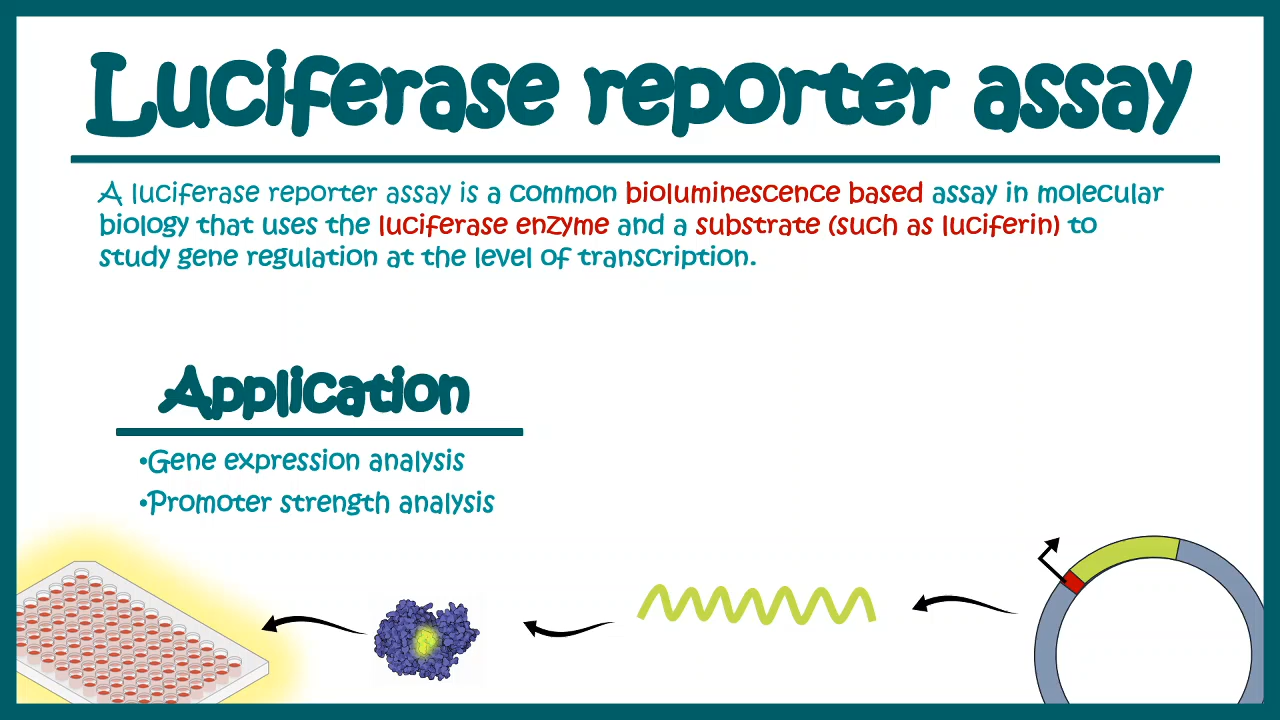 Luciferase reporter assay
A luciferase reporter assay is a common bioluminescence based assay in molecular
biology that uses the luciferase enzyme and a substrate (such as luciferin) to
study gene regulation at the level of transcription.
Application
•Gene expression analysis
•Promoter strength analysis